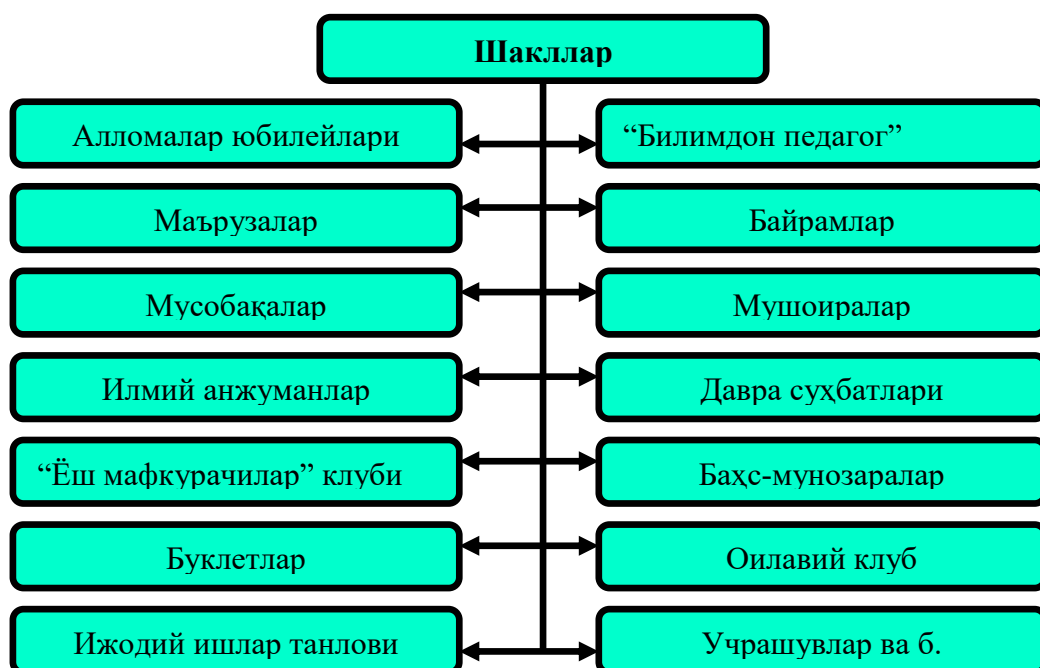 Шакллар
Алломалар юбилейлари
“Билимдон педагог”
Маърузалар
Байрамлар
Мусобақалар
Мушоиралар
Илмий анжуманлар
Давра суҳбатлари
“Ёш мафкурачилар” клуби
Баҳс-мунозаралар
Буклетлар
Оилавий клуб
Ижодий ишлар танлови
Учрашувлар ва б.